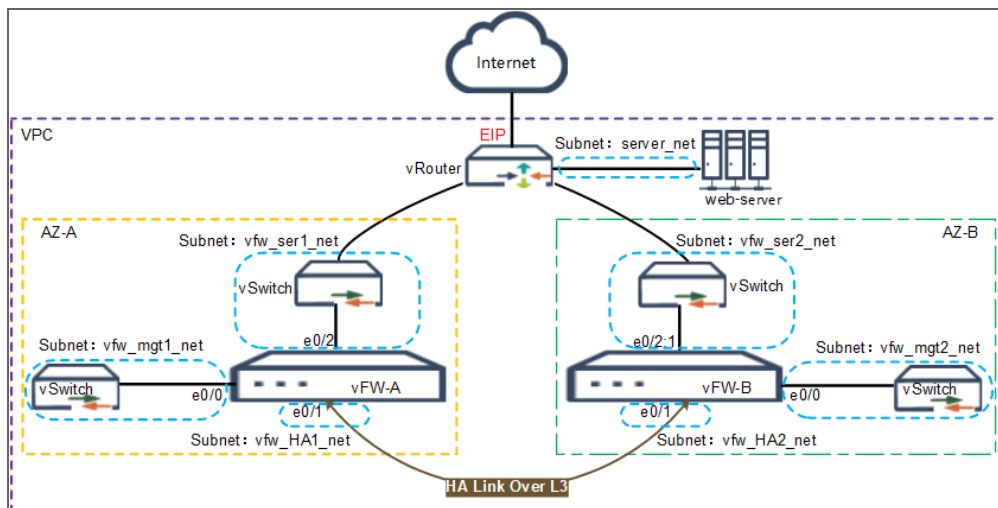 Internet
VPC
EIP
Subnet：server_net
vRouter
web-server
AZ-A
Subnet：vfw_ser1_net
vSwitch
e0/2
Subnet：vfw_mgt1_net
vSwitch
e0/0
vFW-A
e0/1
Subnet：vfw_HA1_net
AZ-B
Subnet：vfw_ser2_net
vSwitch
e0/2:1
Subnet：vfw_mgt2_net
vSwitch
e0/0
vFW-B
e0/1
Subnet：vfw_HA2_net
HA Link Over L3